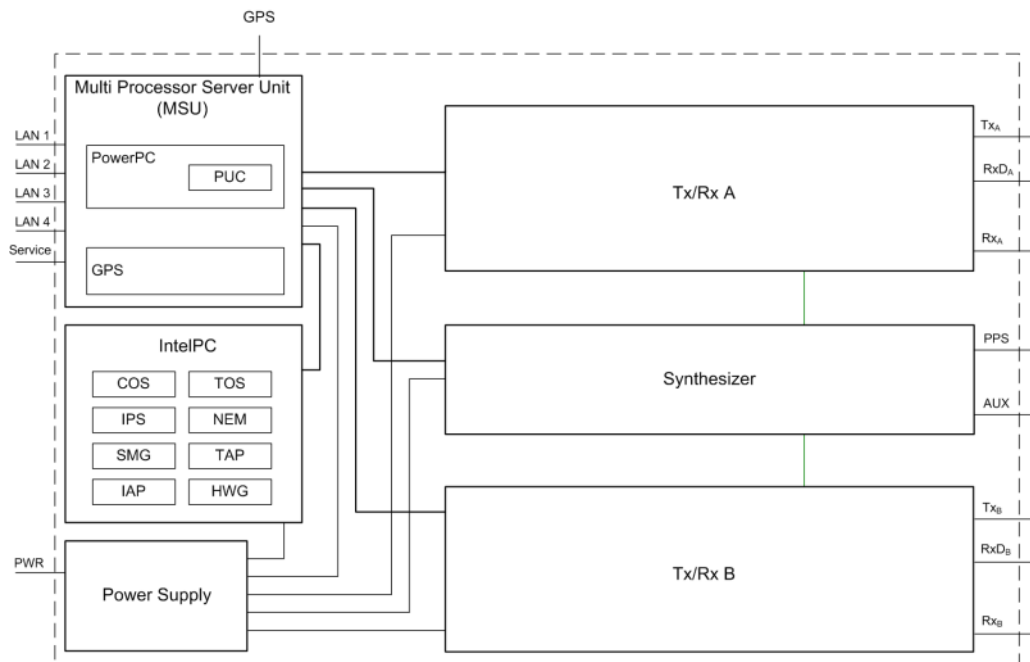 GPS
Multi Processor Server Unit
(MSU)
LAN 1
LAN 2
LAN 3
LAN 4
Service
PowerPC
PUC
GPS
IntelPC
COS
TOS
IPS
NEM
SMG
TAP
IAP
HWG
PWR
Power Supply
Tx/Rx A
TxA
RxDA
RxA
Synthesizer
PPS
AUX
Tx/Rx B
TxB
RxDB
RxB